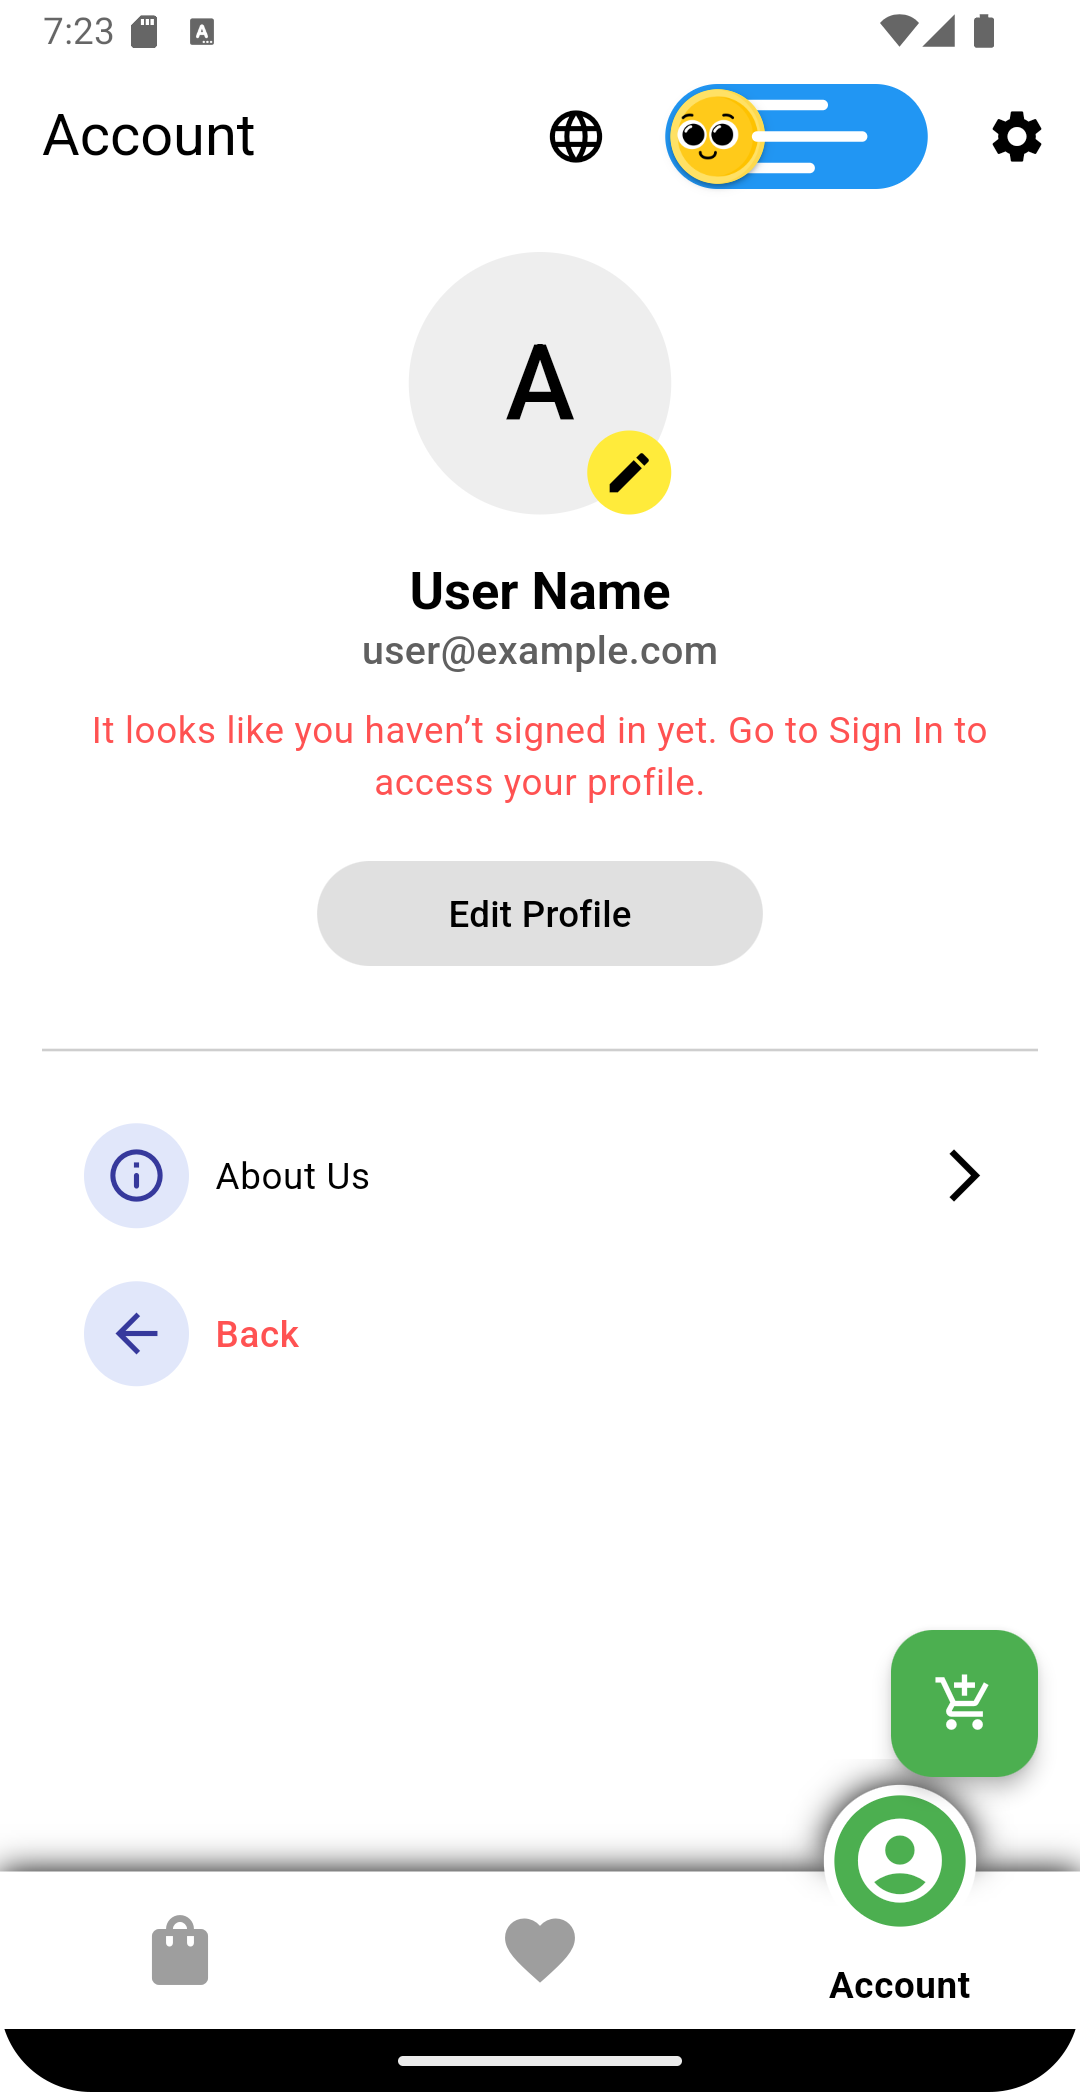 7:23
Account
A
User Name
user@example.com
It looks like you haven’t signed in yet. Go to Sign In to
access your profile.
Edit Profile
About Us
Back
Account